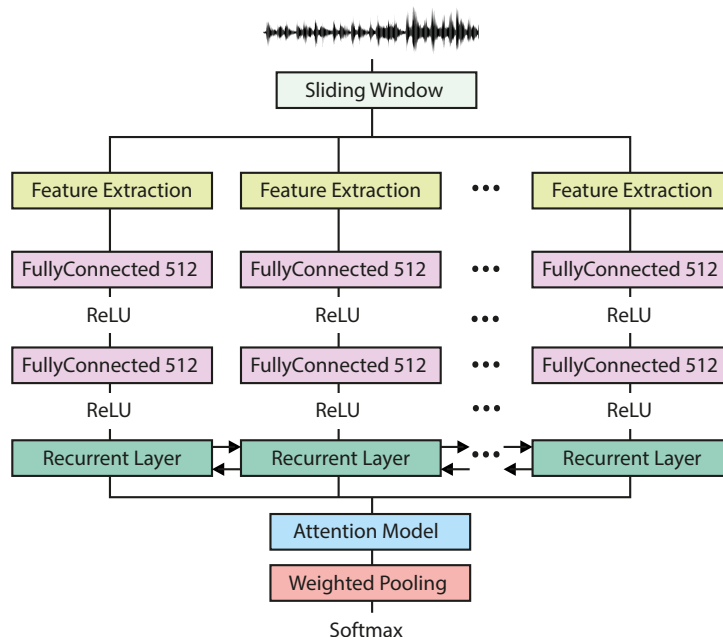 Sliding Window
Feature Extraction Feature Extraction ••• Feature Extraction
FullyConnected 512 FullyConnected 512 ••• FullyConnected 512
ReLU ReLU ••• ReLU
FullyConnected 512 FullyConnected 512 ••• FullyConnected 512
ReLU ReLU ••• ReLU
Recurrent Layer Recurrent Layer ••• Recurrent Layer
Attention Model
Weighted Pooling
Softmax